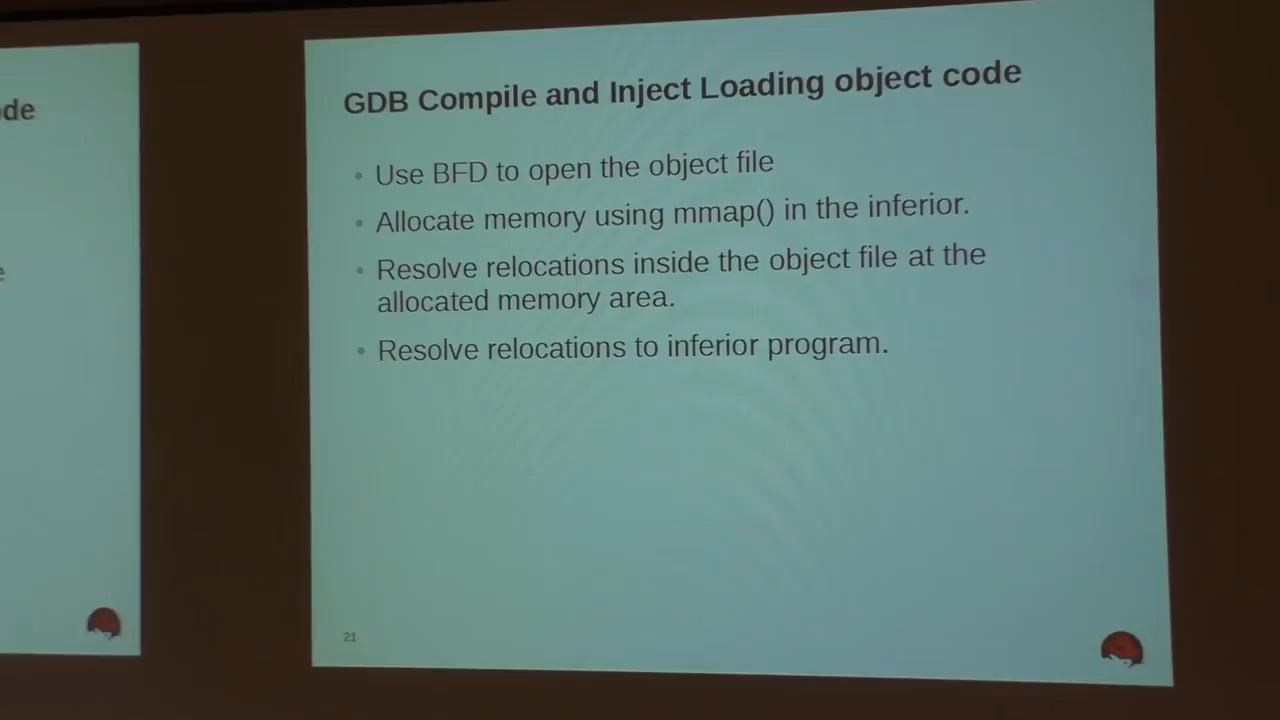 GDB Compile and Inject Loading object code
• Use BFD to open the object file
• Allocate memory using mmap() in the inferior.
• Resolve relocations inside the object file at the
allocated memory area.
• Resolve relocations to inferior program.
21